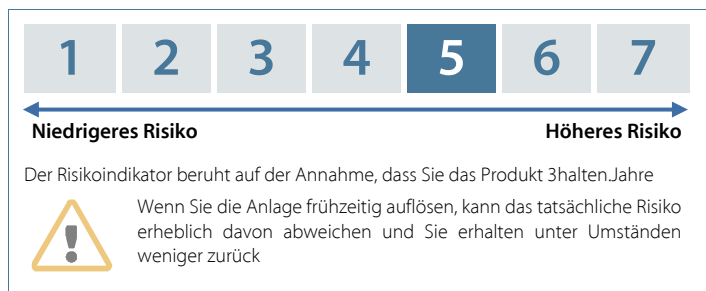 1 2 3 4 5 6 7
Niedrigeres Risiko Höheres Risiko
Der Risikoindikator beruht auf der Annahme, dass Sie das Produkt 3halten.Jahre
Wenn Sie die Anlage frühzeitig auflösen, kann das tatsächliche Risiko
erheblich davon abweichen und Sie erhalten unter Umständen
weniger zurück